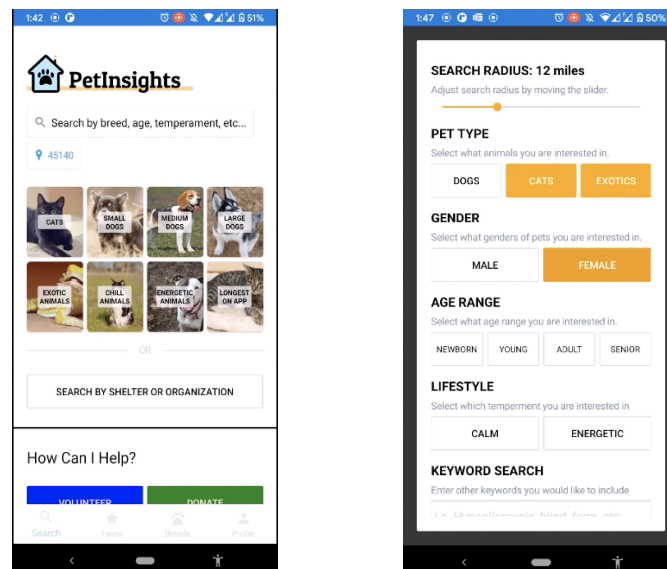 1:42
51%
PetInsights
Search by breed, age, temperament, etc...
45140
CATS
SMALL DOGS
MEDIUM DOGS
LARGE DOGS
EXOTIC ANIMALS
CHILL ANIMALS
ENERGETIC ANIMALS
LONGEST ON APP
OR
SEARCH BY SHELTER OR ORGANIZATION
How Can I Help?
VOLUNTEER
DONATE
Search
Faves
Breeds
Profile
1:47
50%
SEARCH RADIUS: 12 miles
Adjust search radius by moving the slider.
PET TYPE
Select what animals you are interested in.
DOGS
CATS
EXOTICS
GENDER
Select what genders of pets you are interested in.
MALE
FEMALE
AGE RANGE
Select what age range you are interested in.
NEWBORN
YOUNG
ADULT
SENIOR
LIFESTYLE
Select which temperment you are interested in
CALM
ENERGETIC
KEYWORD SEARCH
Enter other keywords you would like to include
i.e. Hypoallergenic, blind, farm, etc.